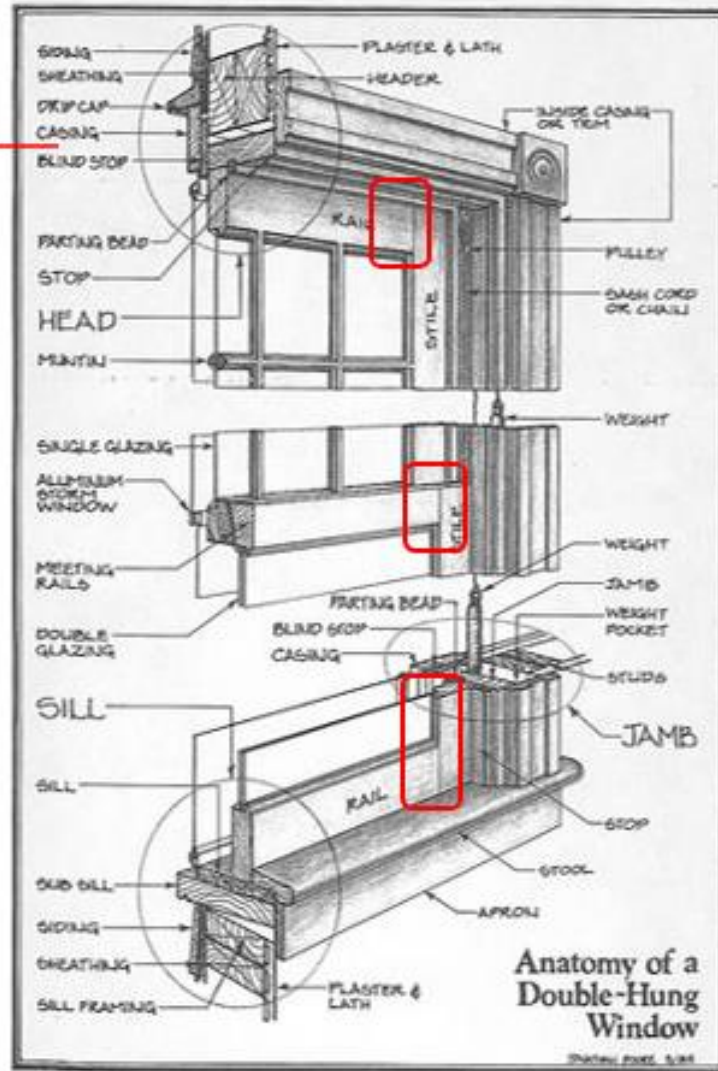 SIDING
SHEATHING
DRIP CAP
CASING
BLIND STOP
PARTING BEAD
STOP
HEAD
MUNTIN
PLASTER & LATH
HEADER
INSIDE CASING
OR TRIM
RAIL
STILE
PULLEY
SASH CORD
OR CHAIN
WEIGHT
SINGLE GLAZING
ALUMINUM
STORM
WINDOW
MEETING
RAILS
DOUBLE
GLAZING
STILE
WEIGHT
JAMB
WEIGHT
POCKET
STUDS
JAMB
PARTING BEAD
BLIND STOP
CASING
SILL
SILL
SUB SILL
SIDING
SHEATHING
SILL FRAMING
RAIL
STOP
STOOL
APRON
PLASTER &
LATH
Anatomy of a
Double-Hung
Window